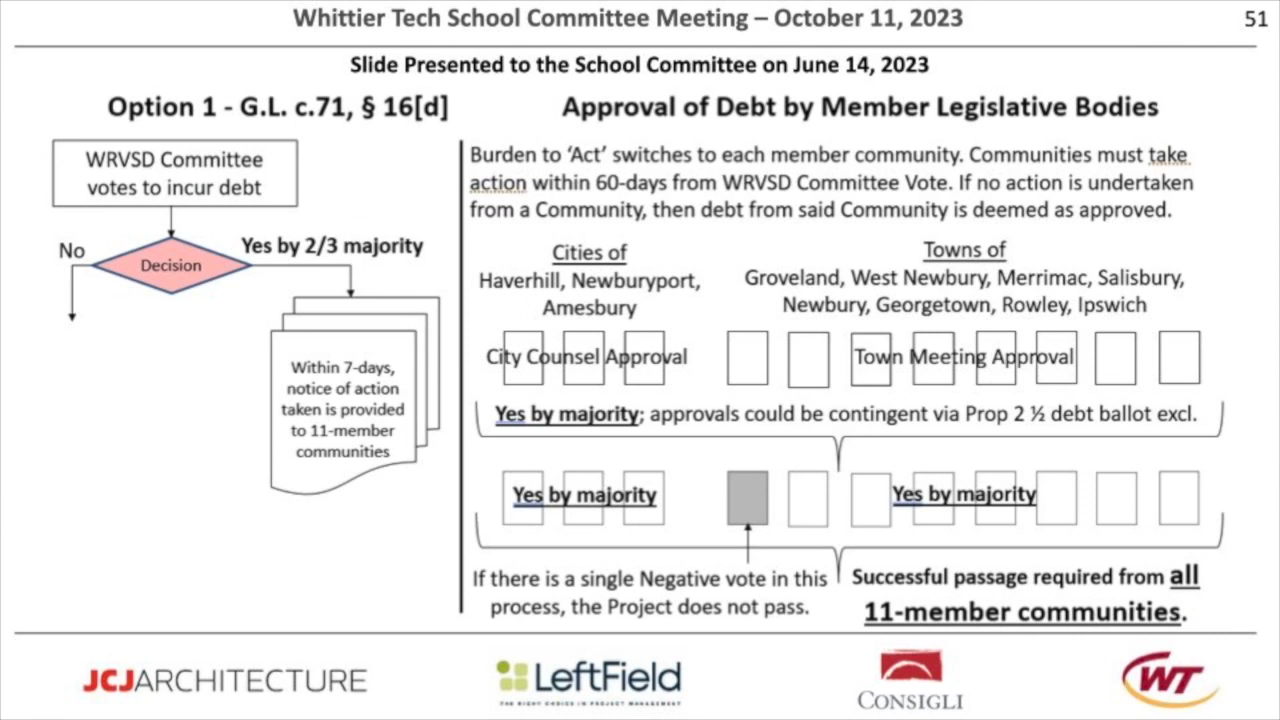 Whittier Tech School Committee Meeting – October 11, 2023
51
Slide Presented to the School Committee on June 14, 2023
Option 1 - G.L. c.71, § 16[d]
Approval of Debt by Member Legislative Bodies
WRVSD Committee
votes to incur debt
No
Decision
Yes by 2/3 majority
Within 7-days,
notice of action
taken is provided
to 11-member
communities
Burden to ‘Act’ switches to each member community. Communities must take
action within 60-days from WRVSD Committee Vote. If no action is undertaken
from a Community, then debt from said Community is deemed as approved.
Cities of
Haverhill, Newburyport,
Amesbury
Towns of
Groveland, West Newbury, Merrimac, Salisbury,
Newbury, Georgetown, Rowley, Ipswich
City Counsel Approval
Town Meeting Approval
Yes by majority; approvals could be contingent via Prop 2 ½ debt ballot excl.
Yes by majority
Yes by majority
If there is a single Negative vote in this
process, the Project does not pass.
Successful passage required from all
11-member communities.
JCJARCHITECTURE
LeftField
THE RIGHT CHOICE IN PROJECT MANAGEMENT
CONSIGLI
WT